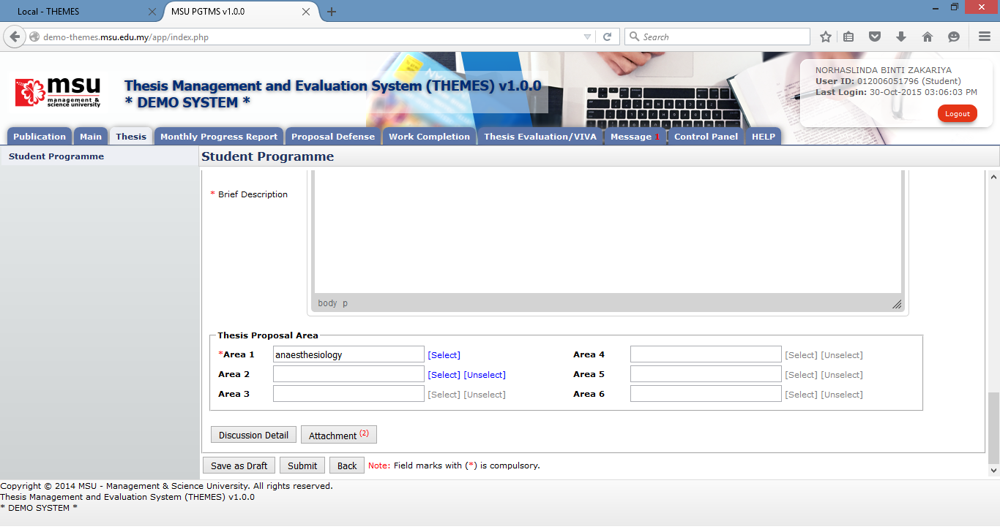 Local - THEMES
MSU PGTMS v1.0.0
demo-themes.msu.edu.my/app/index.php
Search
msu
management &
science university
Thesis Management and Evaluation System (THEMES) v1.0.0
* DEMO SYSTEM *
NORHASLINDA BINTI ZAKARIYA
User ID: 012006051796 (Student)
Last Login: 30-Oct-2015 03:06:03 PM
Logout
Publication Main Thesis Monthly Progress Report Proposal Defense Work Completion Thesis Evaluation/VIVA Message 1 Control Panel HELP
Student Programme
Student Programme
* Brief Description
body p
Thesis Proposal Area
*Area 1 anaesthesiology [Select] Area 4 [Select] [Unselect]
Area 2 [Select] [Unselect] Area 5 [Select] [Unselect]
Area 3 [Select] [Unselect] Area 6 [Select] [Unselect]
Discussion Detail Attachment (2)
Save as Draft Submit Back Note: Field marks with (*) is compulsory.
Copyright © 2014 MSU - Management & Science University. All rights reserved.
Thesis Management and Evaluation System (THEMES) v1.0.0
* DEMO SYSTEM *